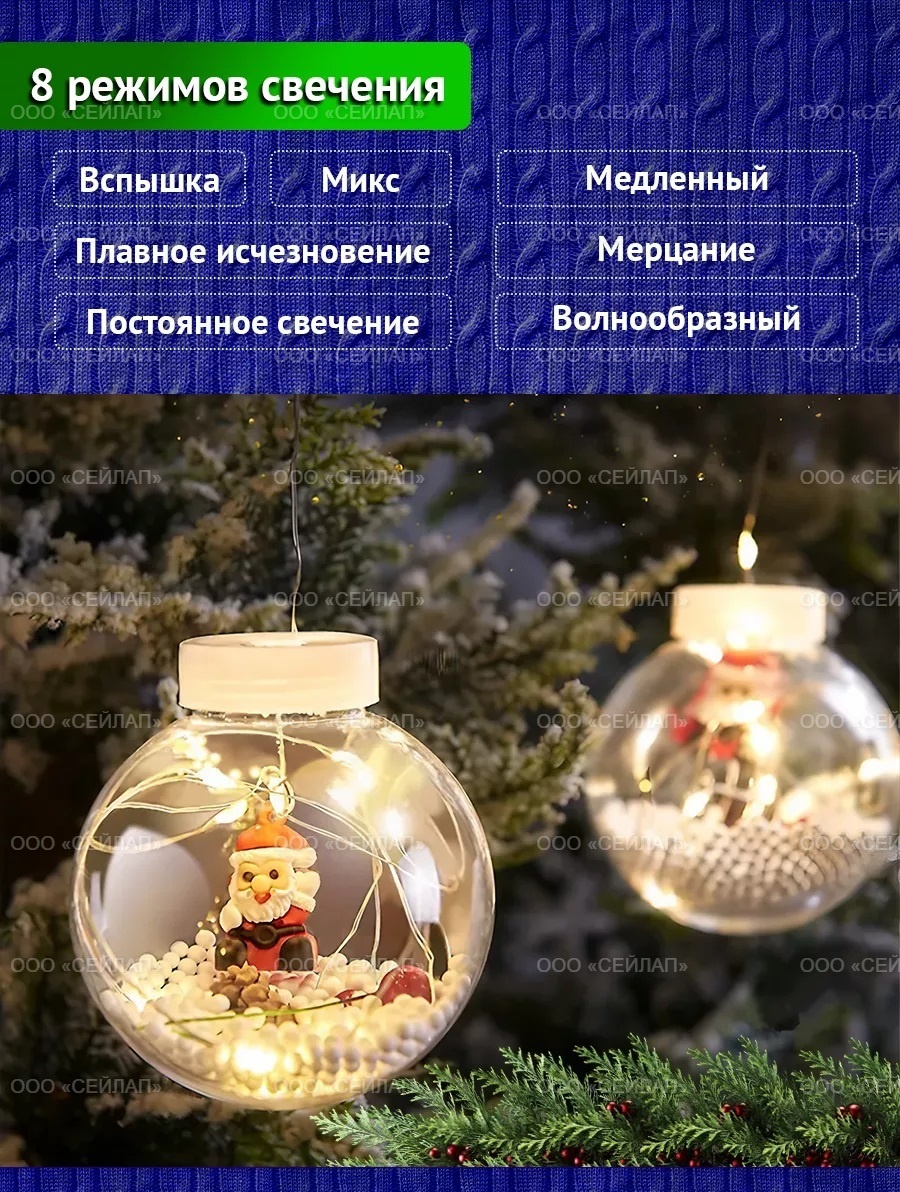 8 режимов свечения
Вспышка
Микс
Медленный
Плавное исчезновение
Мерцание
Постоянное свечение
Волнообразный
ООО «СЕЙЛАП»